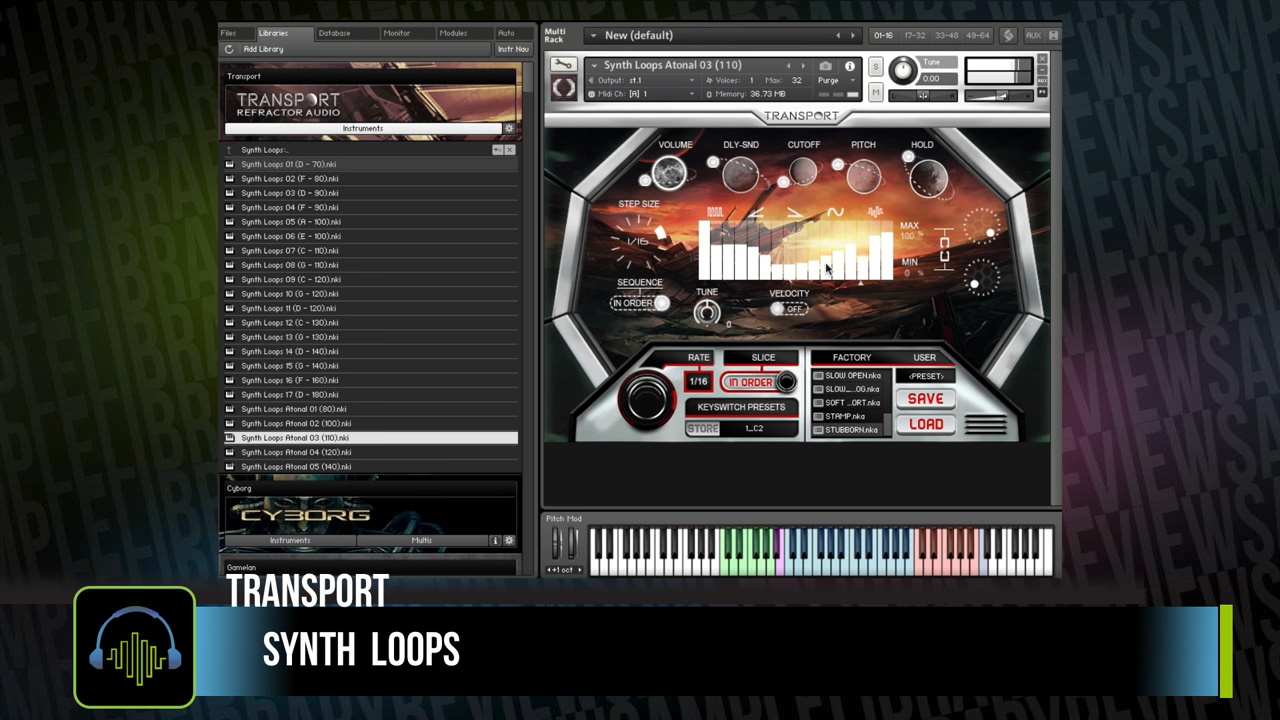 Files Libraries Database Monitor Modules Auto
Add Library Instr Nav
Transport
TRANSPORT
REFRACTOR AUDIO
Instruments
Synth Loops:..
Synth Loops 01 (D - 70).nki
Synth Loops 02 (F - 80).nki
Synth Loops 03 (D - 90).nki
Synth Loops 04 (F - 90).nki
Synth Loops 05 (A - 100).nki
Synth Loops 06 (E - 100).nki
Synth Loops 07 (C - 110).nki
Synth Loops 08 (G - 110).nki
Synth Loops 09 (C - 120).nki
Synth Loops 10 (G - 120).nki
Synth Loops 11 (D - 120).nki
Synth Loops 12 (C - 130).nki
Synth Loops 13 (G - 130).nki
Synth Loops 14 (D - 140).nki
Synth Loops 15 (G - 140).nki
Synth Loops 16 (F - 160).nki
Synth Loops 17 (D - 180).nki
Synth Loops Atonal 01 (80).nki
Synth Loops Atonal 02 (100).nki
Synth Loops Atonal 03 (110).nki
Synth Loops Atonal 04 (120).nki
Synth Loops Atonal 05 (140).nki
Cyborg
CYBORG
Instruments Multis
Gamelan
Multi Rack
New (default)
01-16 17-32 33-48 49-64 AUX
Synth Loops Atonal 03 (110)
Output: st.1 Voices: 1 Max: 32 Purge
Midi Ch: [A] 1 Memory: 36.73 MB
S
M
Tune
0.00
TRANSPORT
VOLUME DLY-SND CUTOFF PITCH HOLD
STEP SIZE
1/16
MAX
100 %
MIN
0 %
SEQUENCE
IN ORDER
TUNE
0
VELOCITY
OFF
RATE SLICE
1/16 IN ORDER
KEYSWITCH PRESETS
STORE 1_C2
FACTORY USER
SLOW OPEN.nka
SLOW...OG.nka
SOFT ..ORT.nka
STAMP.nka
STUBBORN.nka
<PRESET>
SAVE
LOAD
Pitch Mod
+1 oct
TRANSPORT
SYNTH LOOPS